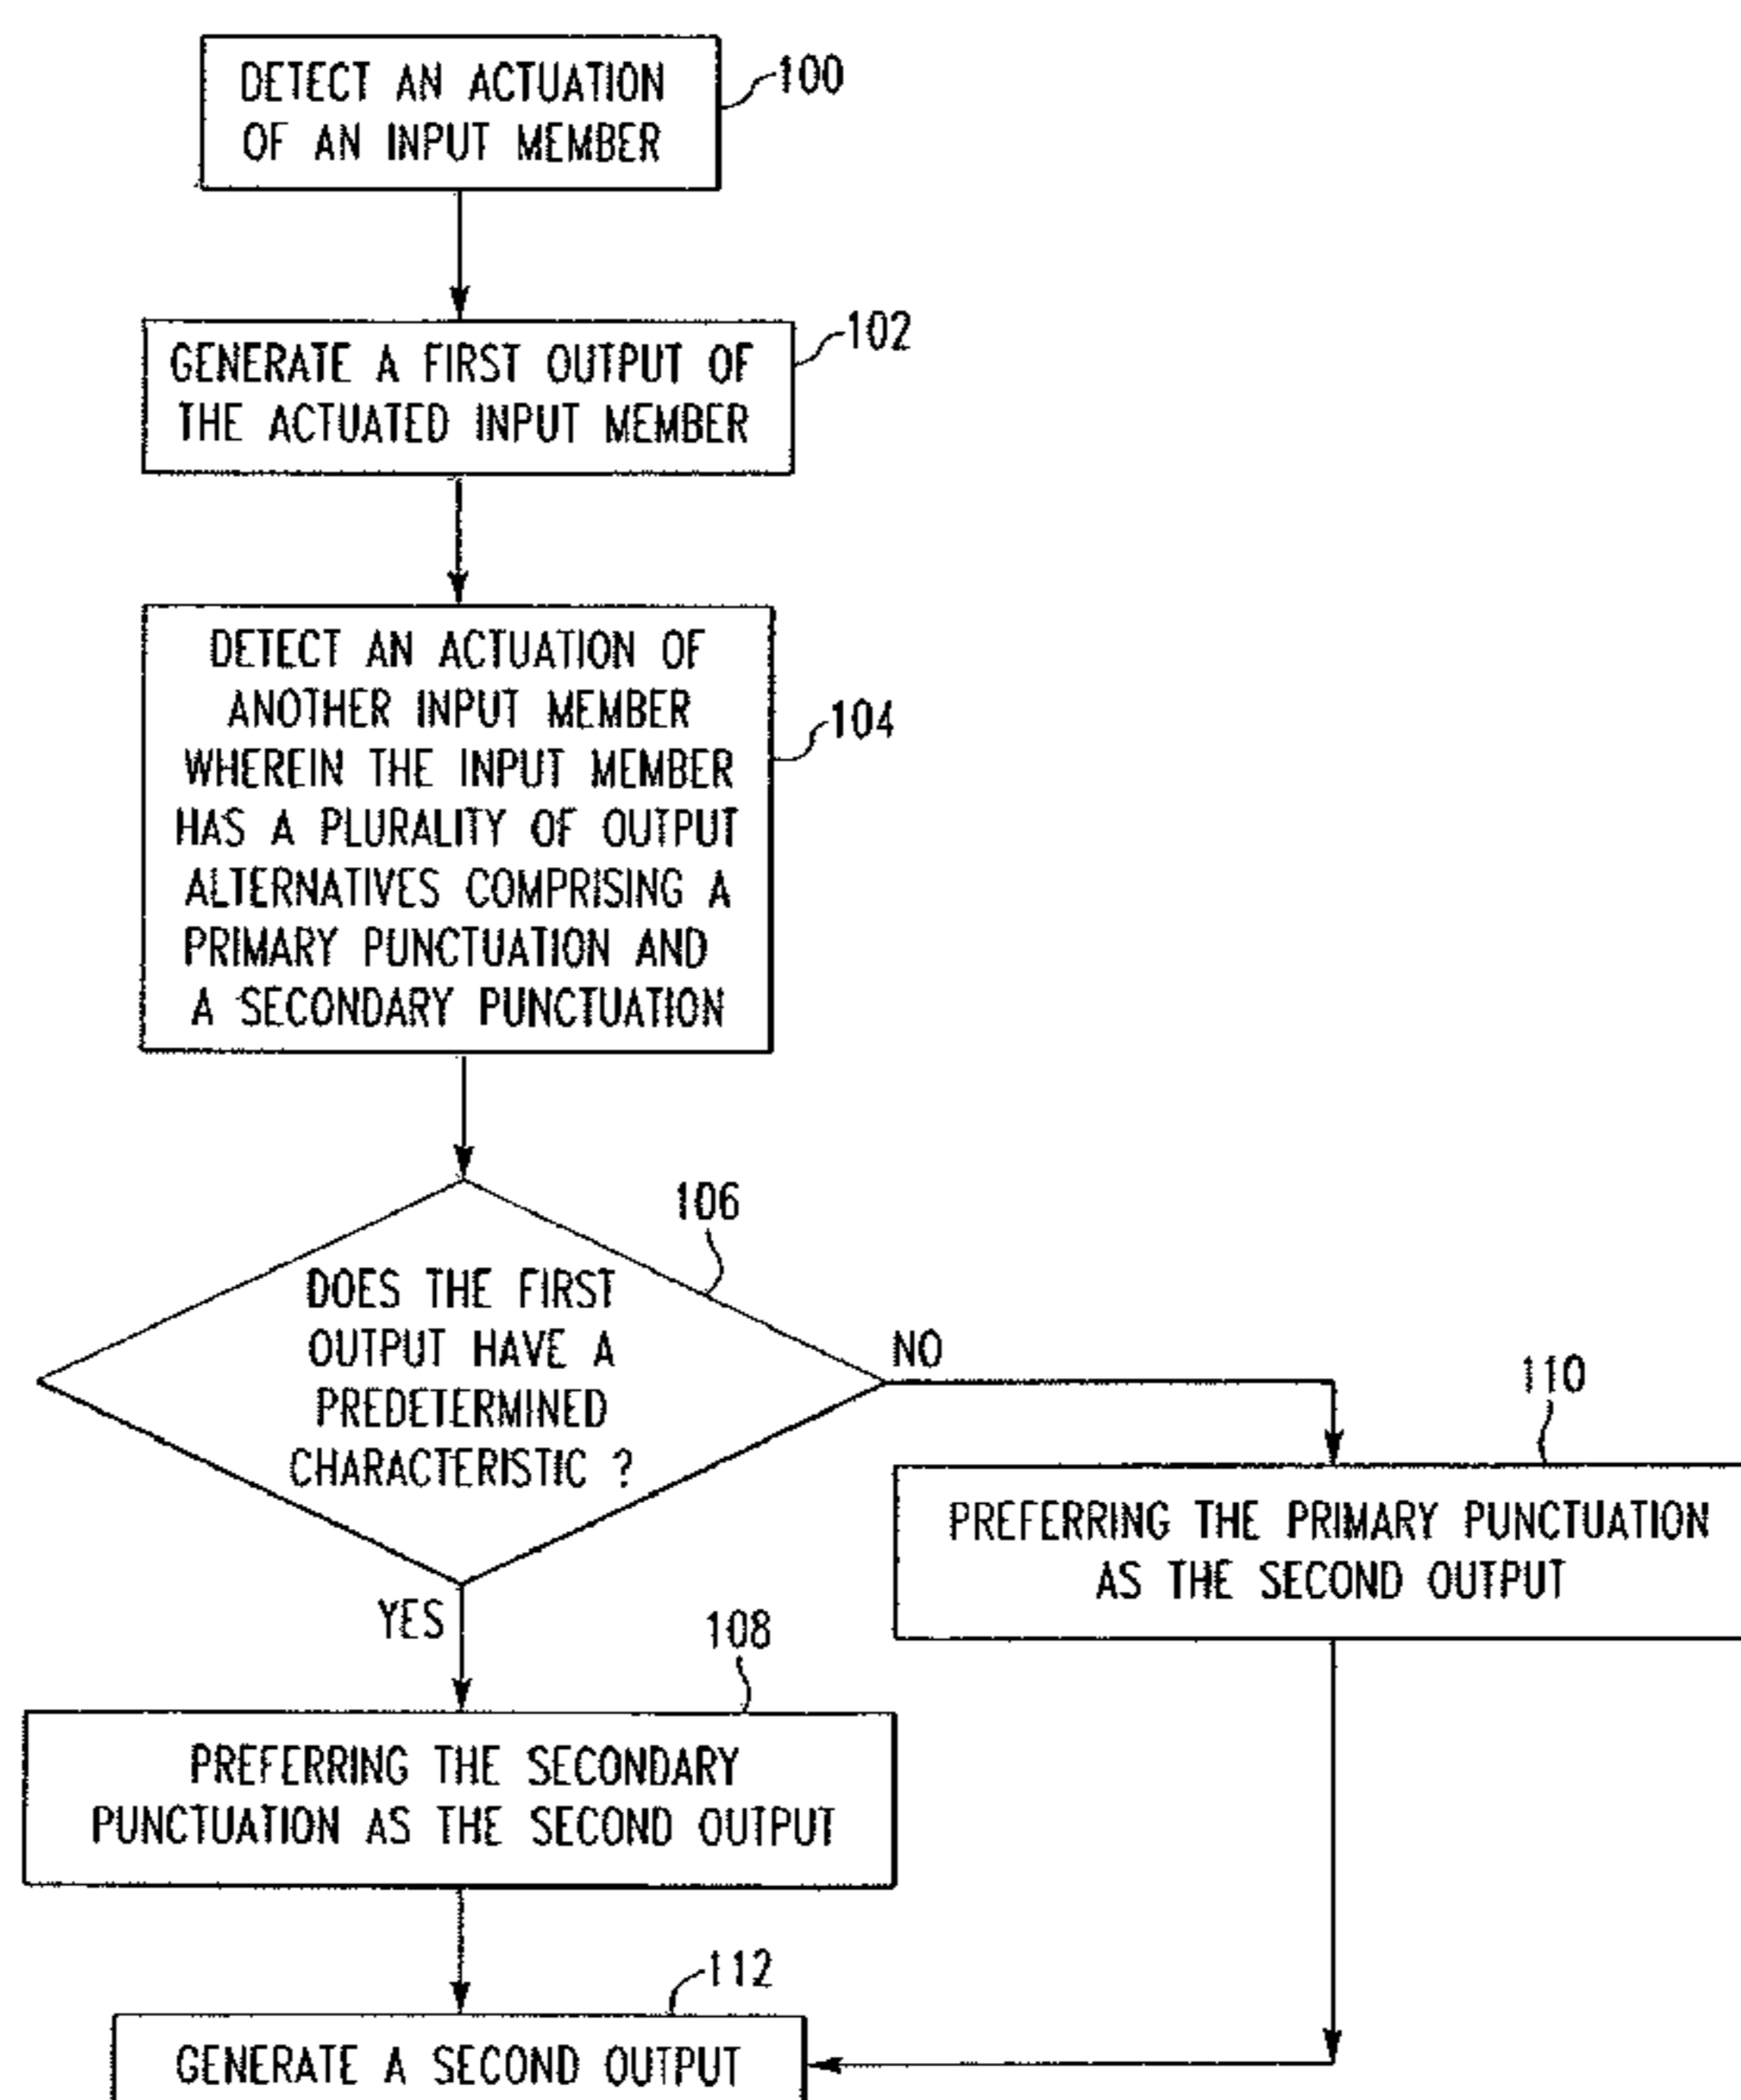 DETECT AN ACTUATION
OF AN INPUT MEMBER
100
GENERATE A FIRST OUTPUT OF
THE ACTUATED INPUT MEMBER
102
DETECT AN ACTUATION OF
ANOTHER INPUT MEMBER
WHEREIN THE INPUT MEMBER
HAS A PLURALITY OF OUTPUT
ALTERNATIVES COMPRISING A
PRIMARY PUNCTUATION AND
A SECONDARY PUNCTUATION
104
106
DOES THE FIRST
OUTPUT HAVE A
PREDETERMINED
CHARACTERISTIC ?
NO
110
PREFERRING THE PRIMARY PUNCTUATION
AS THE SECOND OUTPUT
YES
108
PREFERRING THE SECONDARY
PUNCTUATION AS THE SECOND OUTPUT
112
GENERATE A SECOND OUTPUT